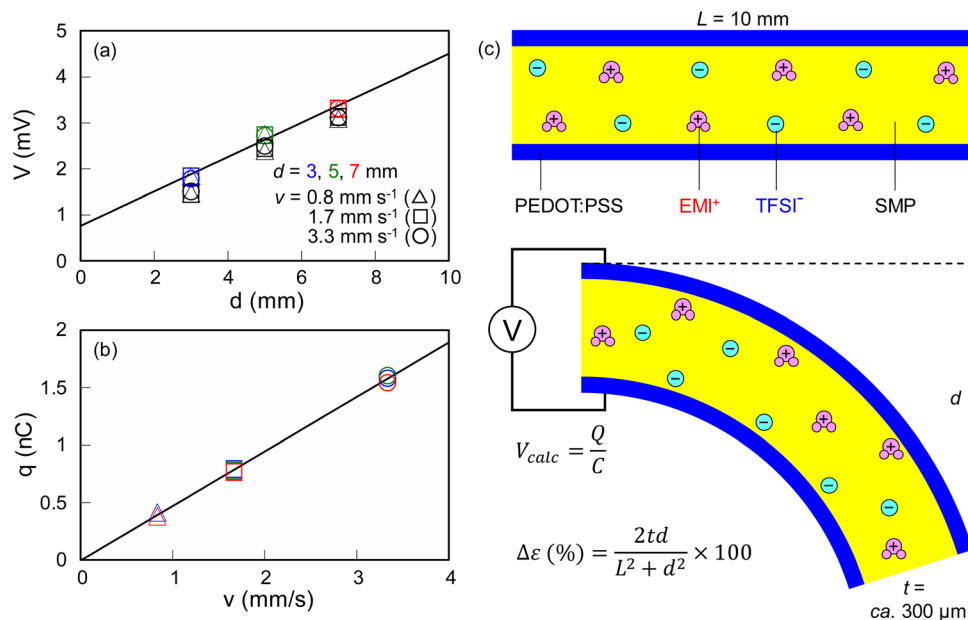 (a)
5
4
3
2
1
0
V (mV)
d = 3, 5, 7 mm
v = 0.8 mm s⁻¹ (△)
1.7 mm s⁻¹ (□)
3.3 mm s⁻¹ (○)
0 2 4 6 8 10
d (mm)
(b)
2
1.5
1
0.5
0
q (nC)
0 1 2 3 4
v (mm/s)
(c)
L = 10 mm
PEDOT:PSS EMI⁺ TFSI⁻ SMP
V
d
V_calc = Q/C
Δε (%) = 2td/(L² + d²) × 100
t =
ca. 300 μm